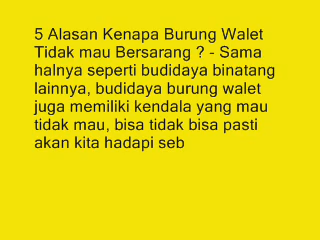 5 Alasan Kenapa Burung Walet
Tidak mau Bersarang ? - Sama
halnya seperti budidaya binatang
lainnya, budidaya burung walet
juga memiliki kendala yang mau
tidak mau, bisa tidak bisa pasti
akan kita hadapi seb